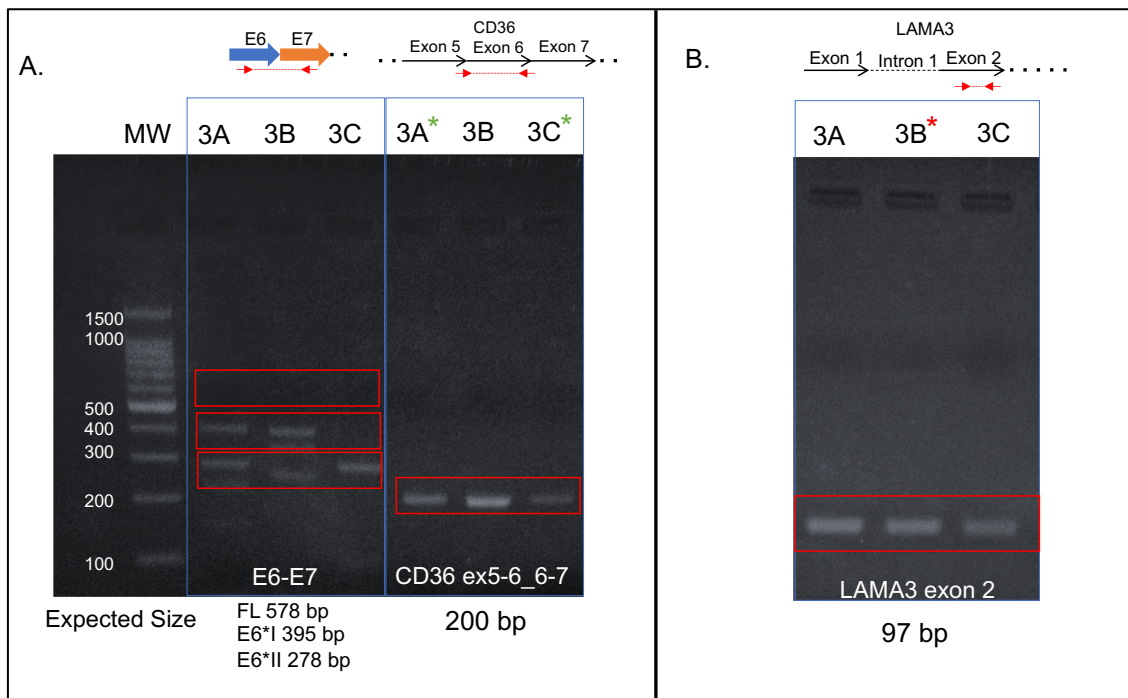 A.
E6 E7
CD36
Exon 5 Exon 6 Exon 7
MW 3A 3B 3C 3A* 3B 3C*
1500
1000
500
400
300
200
100
E6-E7 CD36 ex5-6_6-7
Expected Size
FL 578 bp
E6*I 395 bp
E6*II 278 bp
200 bp
B.
LAMA3
Exon 1 Intron 1 Exon 2
3A 3B* 3C
LAMA3 exon 2
97 bp